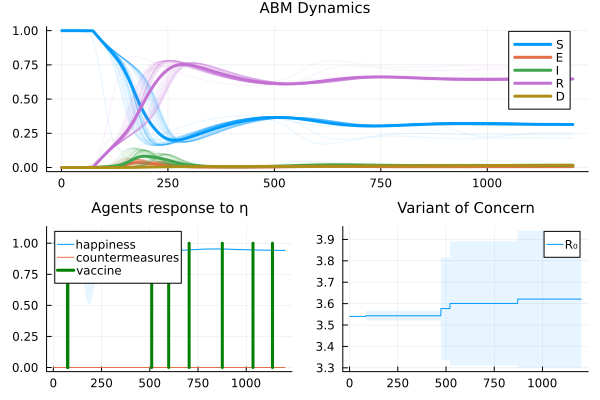 ABM Dynamics
1.00
0.75
0.50
0.25
0.00
S
E
I
R
D
0
250
500
750
1000
Agents response to η
1.00
0.75
0.50
0.25
0.00
happiness
countermeasures
vaccine
0
250
500
750
1000
Variant of Concern
3.9
3.8
3.7
3.6
3.5
3.4
3.3
R₀
0
250
500
750
1000